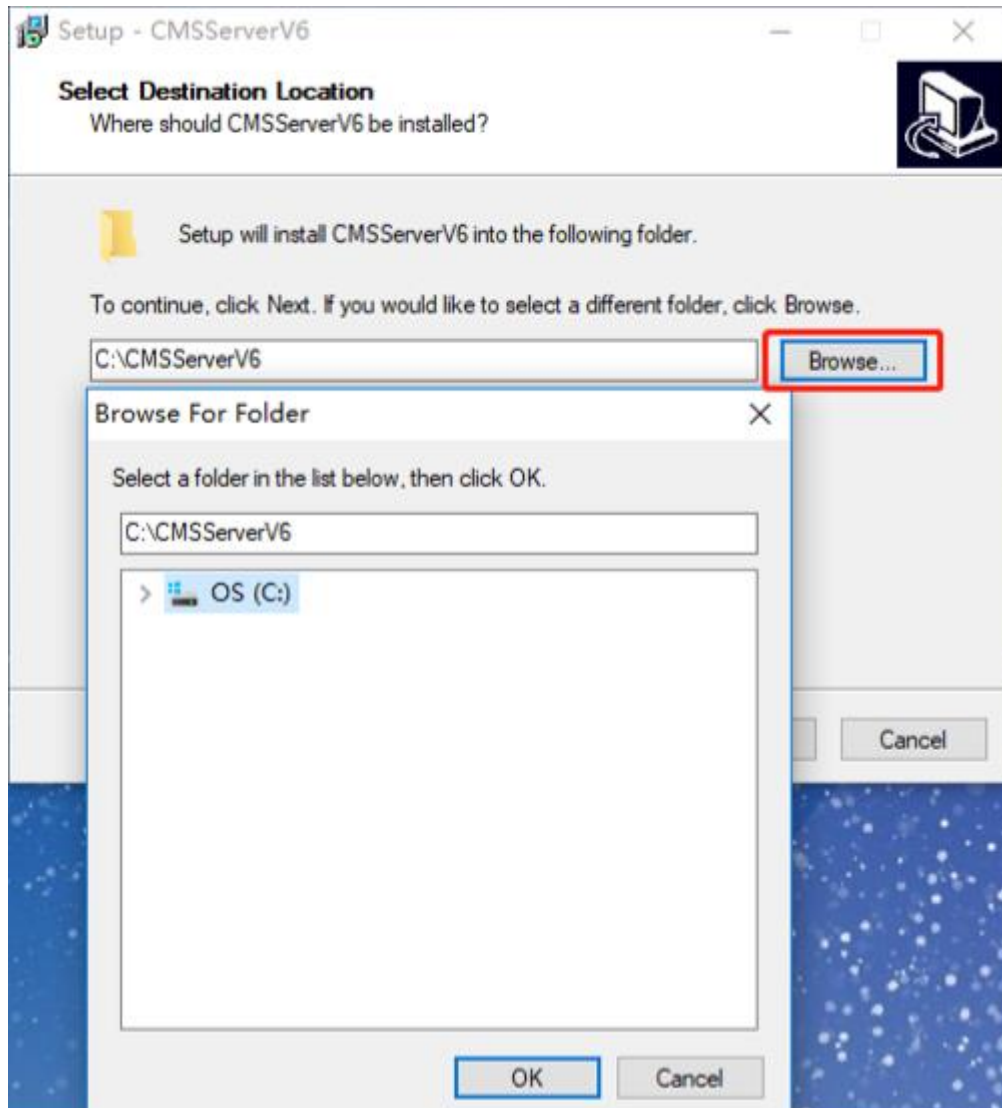 Setup - CMSServerV6
Select Destination Location
Where should CMSServerV6 be installed?
Setup will install CMSServerV6 into the following folder.
To continue, click Next. If you would like to select a different folder, click Browse.
C:\CMSServerV6
Browse...
Browse For Folder
Select a folder in the list below, then click OK.
C:\CMSServerV6
OS (C:)
Cancel
OK
Cancel